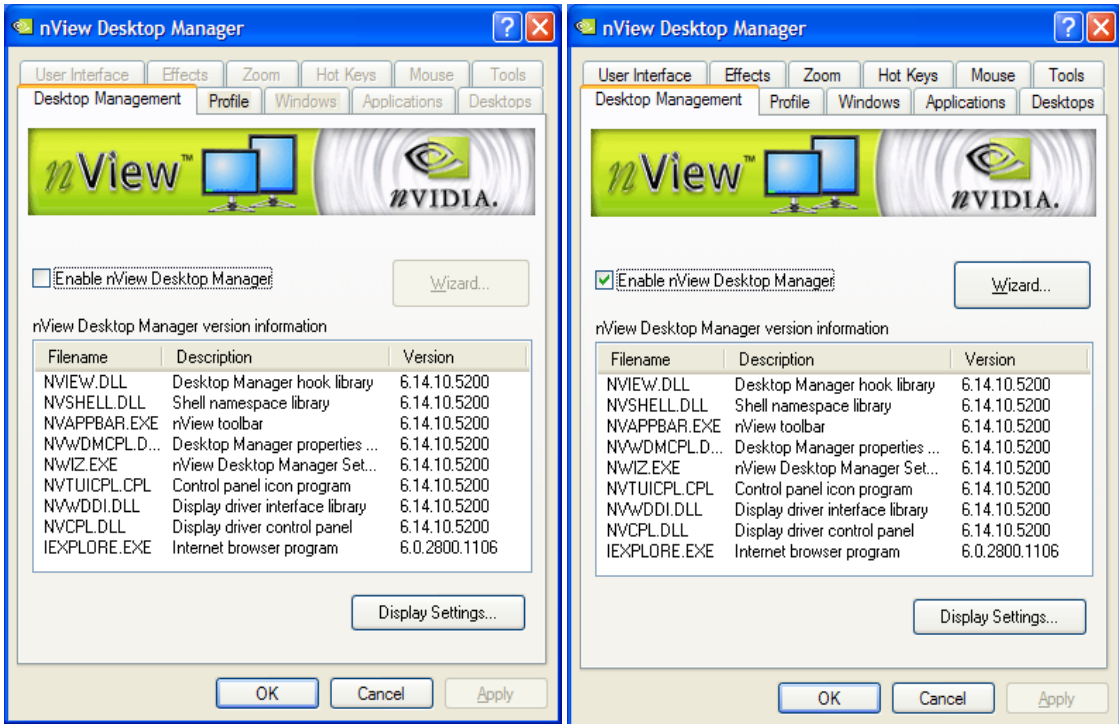 nView Desktop Manager
User Interface Effects Zoom Hot Keys Mouse Tools
Desktop Management Profile Windows Applications Desktops
nView™ nVIDIA.
Enable nView Desktop Manager Wizard...
nView Desktop Manager version information
Filename Description Version
NVIEW.DLL Desktop Manager hook library 6.14.10.5200
NVSHELL.DLL Shell namespace library 6.14.10.5200
NVAPPBAR.EXE nView toolbar 6.14.10.5200
NVWDMCPL.D... Desktop Manager properties ... 6.14.10.5200
NWIZ.EXE nView Desktop Manager Set... 6.14.10.5200
NVTUICPL.CPL Control panel icon program 6.14.10.5200
NVWDDI.DLL Display driver interface library 6.14.10.5200
NVCPL.DLL Display driver control panel 6.14.10.5200
IEXPLORE.EXE Internet browser program 6.0.2800.1106
Display Settings...
OK Cancel Apply
nView Desktop Manager
User Interface Effects Zoom Hot Keys Mouse Tools
Desktop Management Profile Windows Applications Desktops
nView™ nVIDIA.
Enable nView Desktop Manager Wizard...
nView Desktop Manager version information
Filename Description Version
NVIEW.DLL Desktop Manager hook library 6.14.10.5200
NVSHELL.DLL Shell namespace library 6.14.10.5200
NVAPPBAR.EXE nView toolbar 6.14.10.5200
NVWDMCPL.D... Desktop Manager properties ... 6.14.10.5200
NWIZ.EXE nView Desktop Manager Set... 6.14.10.5200
NVTUICPL.CPL Control panel icon program 6.14.10.5200
NVWDDI.DLL Display driver interface library 6.14.10.5200
NVCPL.DLL Display driver control panel 6.14.10.5200
IEXPLORE.EXE Internet browser program 6.0.2800.1106
Display Settings...
OK Cancel Apply